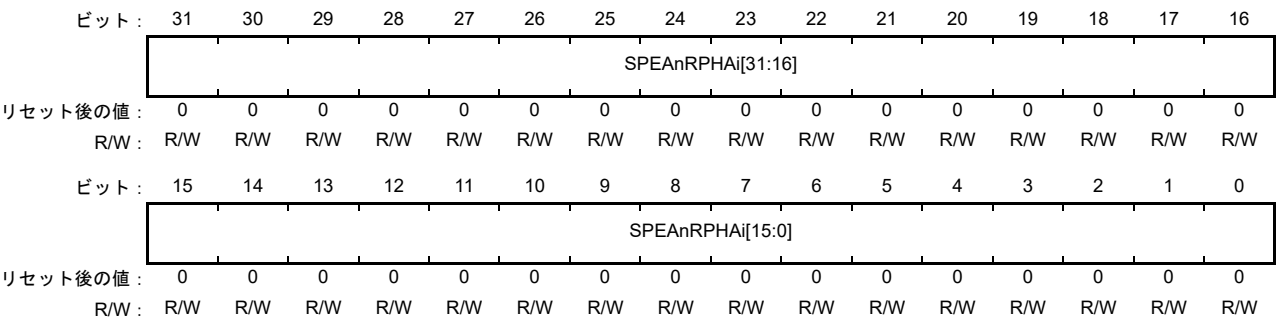 ビット： 31 30 29 28 27 26 25 24 23 22 21 20 19 18 17 16
SPEAnRPHAi[31:16]
リセット後の値： 0 0 0 0 0 0 0 0 0 0 0 0 0 0 0 0
R/W： R/W R/W R/W R/W R/W R/W R/W R/W R/W R/W R/W R/W R/W R/W R/W R/W
ビット： 15 14 13 12 11 10 9 8 7 6 5 4 3 2 1 0
SPEAnRPHAi[15:0]
リセット後の値： 0 0 0 0 0 0 0 0 0 0 0 0 0 0 0 0
R/W： R/W R/W R/W R/W R/W R/W R/W R/W R/W R/W R/W R/W R/W R/W R/W R/W